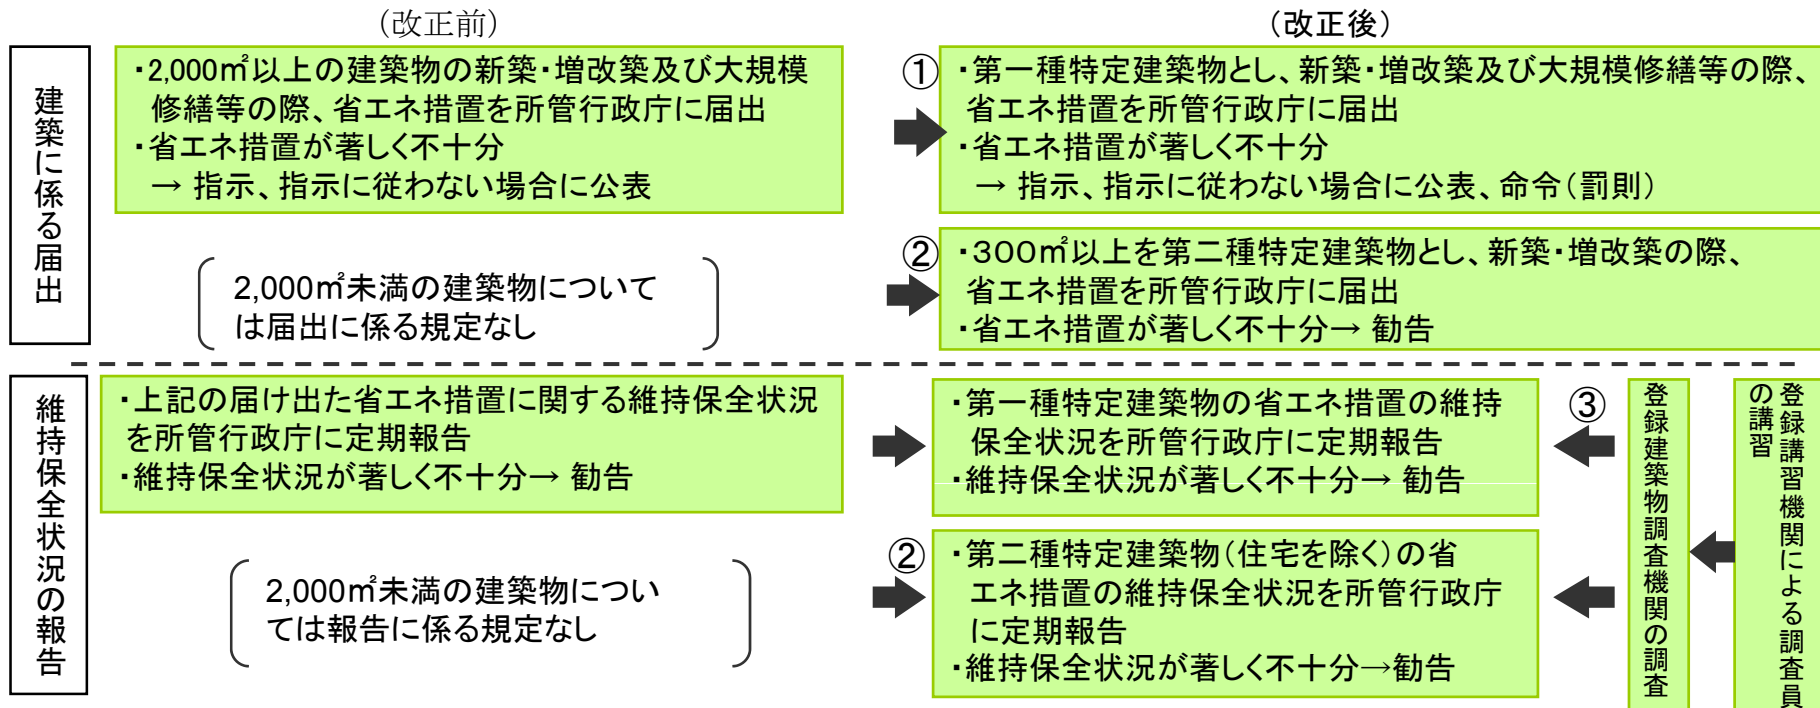 （改正前）
（改正後）
建築に係る届出
・2,000㎡以上の建築物の新築・増改築及び大規模
修繕等の際、省エネ措置を所管行政庁に届出
・省エネ措置が著しく不十分
→ 指示、指示に従わない場合に公表
①
・第一種特定建築物とし、新築・増改築及び大規模修繕等の際、
省エネ措置を所管行政庁に届出
・省エネ措置が著しく不十分
→ 指示、指示に従わない場合に公表、命令（罰則）
2,000㎡未満の建築物について
は届出に係る規定なし
②
・３００㎡以上を第二種特定建築物とし、新築・増改築の際、
省エネ措置を所管行政庁に届出
・省エネ措置が著しく不十分→ 勧告
維持保全状況の報告
・上記の届け出た省エネ措置に関する維持保全状況
を所管行政庁に定期報告
・維持保全状況が著しく不十分→ 勧告
・第一種特定建築物の省エネ措置の維持
保全状況を所管行政庁に定期報告
・維持保全状況が著しく不十分→ 勧告
③
登録建築物調査機関の調査
登録講習機関による調査員
の講習
2,000㎡未満の建築物につい
ては報告に係る規定なし
②
・第二種特定建築物（住宅を除く）の省
エネ措置の維持保全状況を所管行政庁
に定期報告
・維持保全状況が著しく不十分→勧告